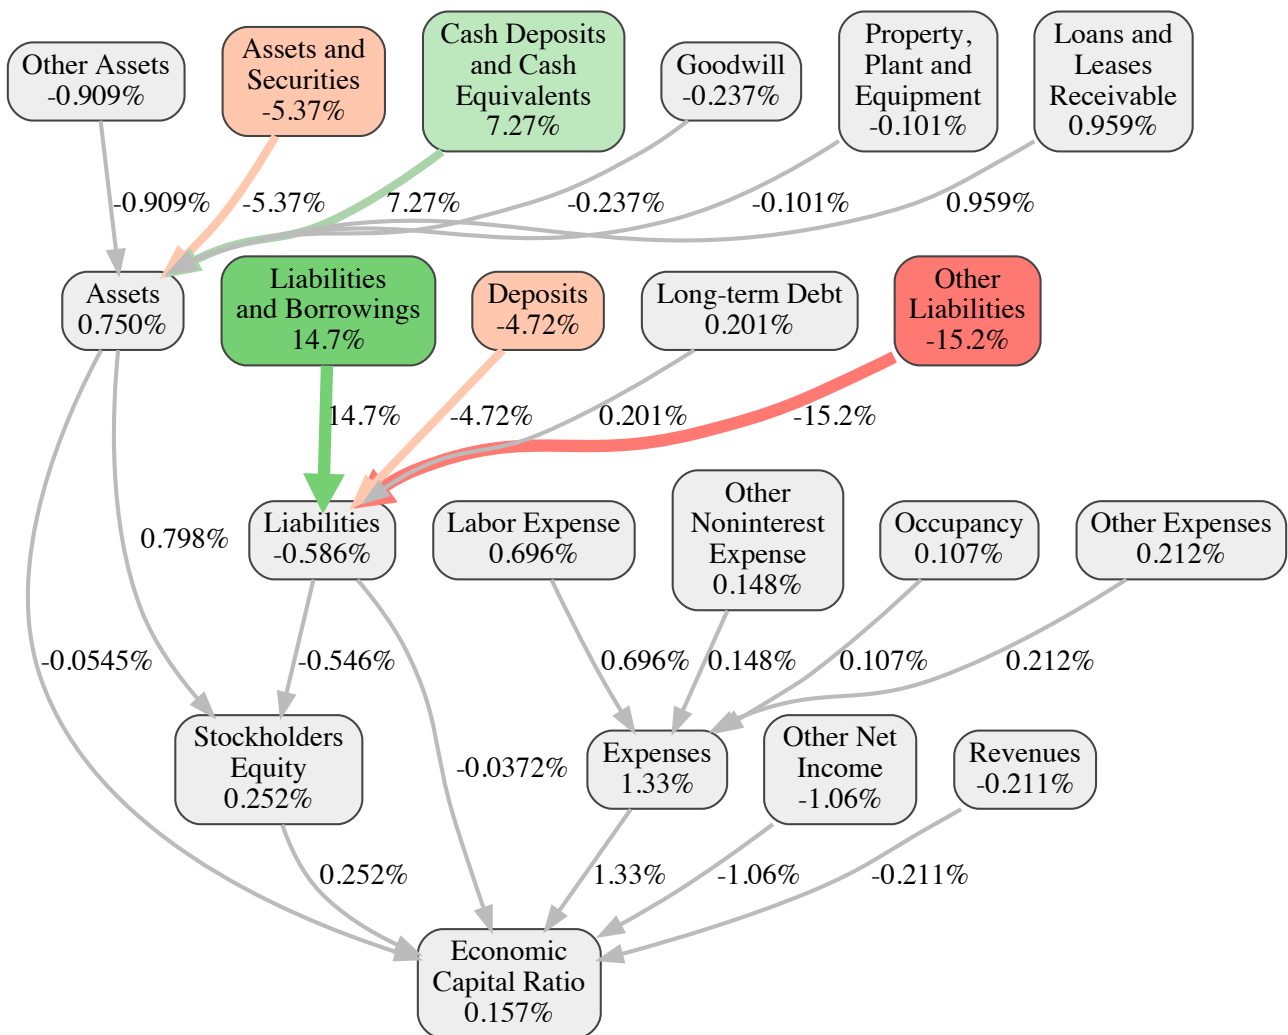 Other Assets
-0.909%
Assets and
Securities
-5.37%
Cash Deposits
and Cash
Equivalents
7.27%
Goodwill
-0.237%
Property,
Plant and
Equipment
-0.101%
Loans and
Leases
Receivable
0.959%
-0.909%
-5.37%
7.27%
-0.237%
-0.101%
0.959%
Assets
0.750%
Liabilities
and Borrowings
14.7%
Deposits
-4.72%
Long-term Debt
0.201%
Other
Liabilities
-15.2%
14.7%
-4.72%
0.201%
-15.2%
0.798%
Liabilities
-0.586%
Labor Expense
0.696%
Other
Noninterest
Expense
0.148%
Occupancy
0.107%
Other Expenses
0.212%
-0.0545%
-0.546%
0.696%
0.148%
0.107%
0.212%
Stockholders
Equity
0.252%
-0.0372%
Expenses
1.33%
Other Net
Income
-1.06%
Revenues
-0.211%
0.252%
1.33%
-1.06%
-0.211%
Economic
Capital Ratio
0.157%